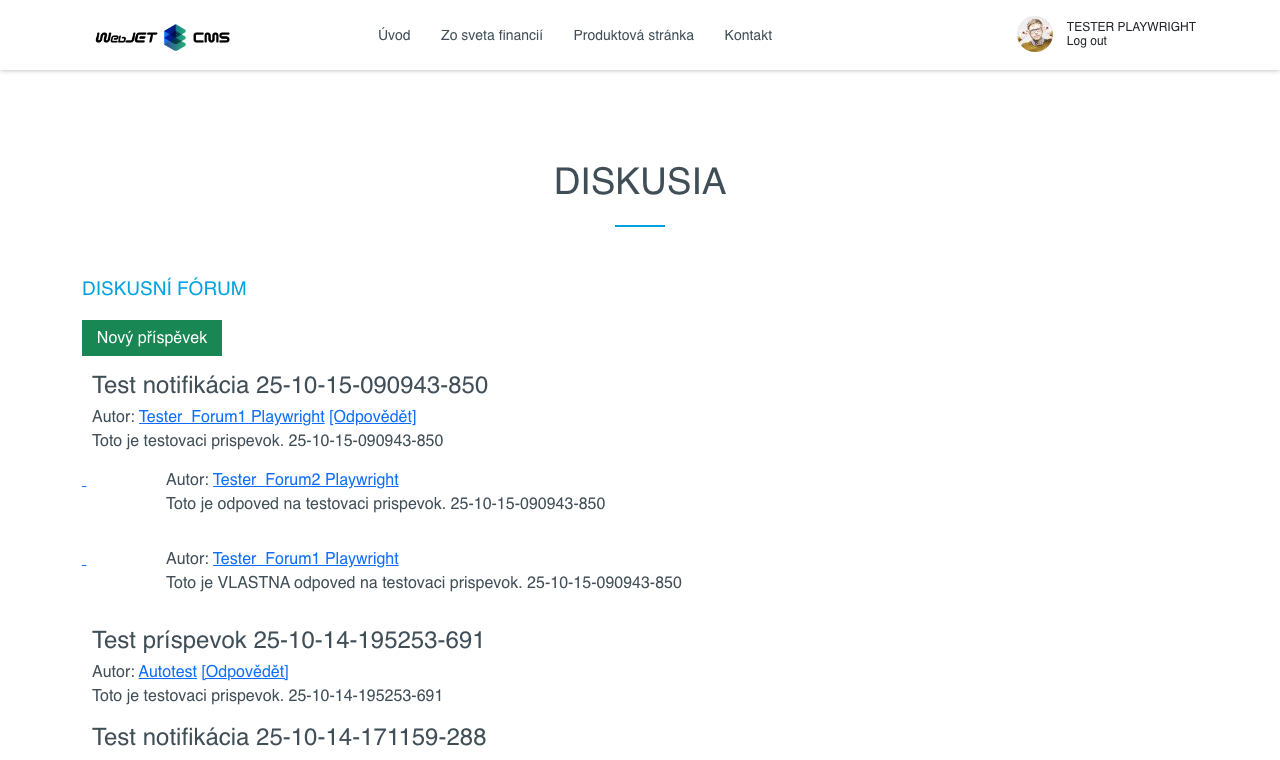 WebJET CMS
Úvod
Zo sveta financií
Produktová stránka
Kontakt
TESTER PLAYWRIGHT
Log out
DISKUSIA
DISKUSNÍ FÓRUM
Nový příspěvek
Test notifikácia 25-10-15-090943-850
Autor: Tester_Forum1 Playwright [Odpovědět]
Toto je testovaci prispevok. 25-10-15-090943-850
Autor: Tester_Forum2 Playwright
Toto je odpoved na testovaci prispevok. 25-10-15-090943-850
Autor: Tester_Forum1 Playwright
Toto je VLASTNA odpoved na testovaci prispevok. 25-10-15-090943-850
Test príspevok 25-10-14-195253-691
Autor: Autotest [Odpovědět]
Toto je testovaci prispevok. 25-10-14-195253-691
Test notifikácia 25-10-14-171159-288